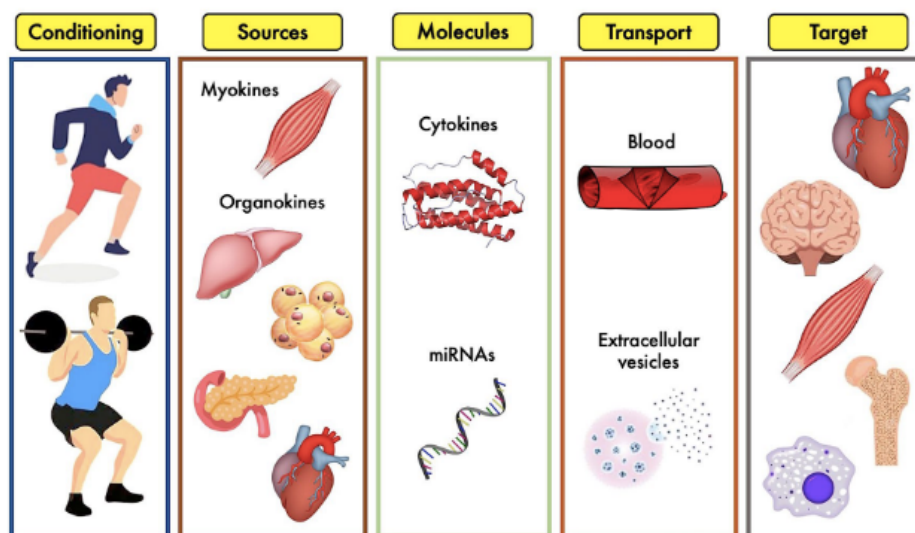 Conditioning
Sources
Molecules
Transport
Target
Myokines
Organokines
Cytokines
miRNAs
Blood
Extracellular
vesicles